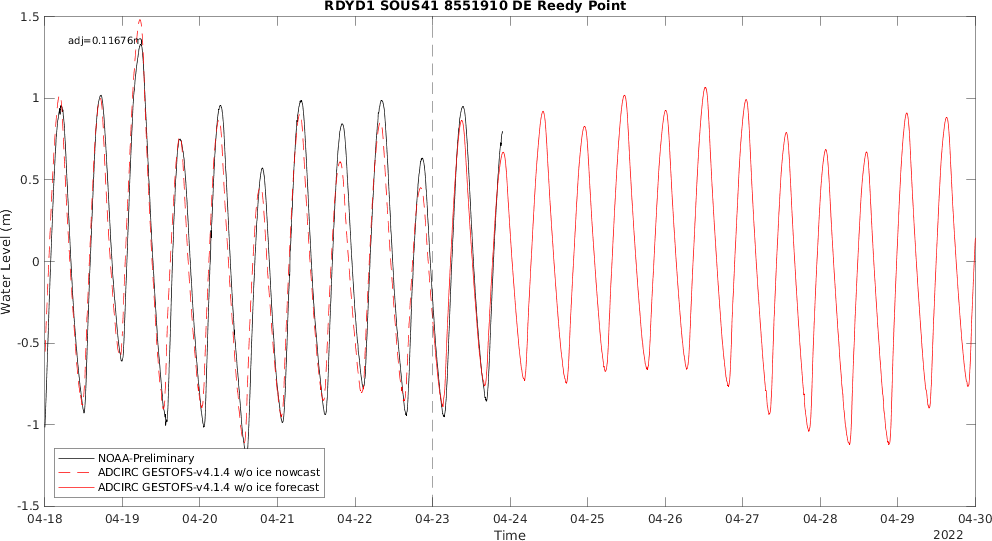 RDYD1 SOUS41 8551910 DE Reedy Point
adj=0.11676m
Water Level (m)
1.5
1
0.5
0
-0.5
-1
-1.5
NOAA-Preliminary
ADCIRC GESTOFS-v4.1.4 w/o ice nowcast
ADCIRC GESTOFS-v4.1.4 w/o ice forecast
04-18 04-19 04-20 04-21 04-22 04-23 04-24 04-25 04-26 04-27 04-28 04-29 04-30
Time
2022